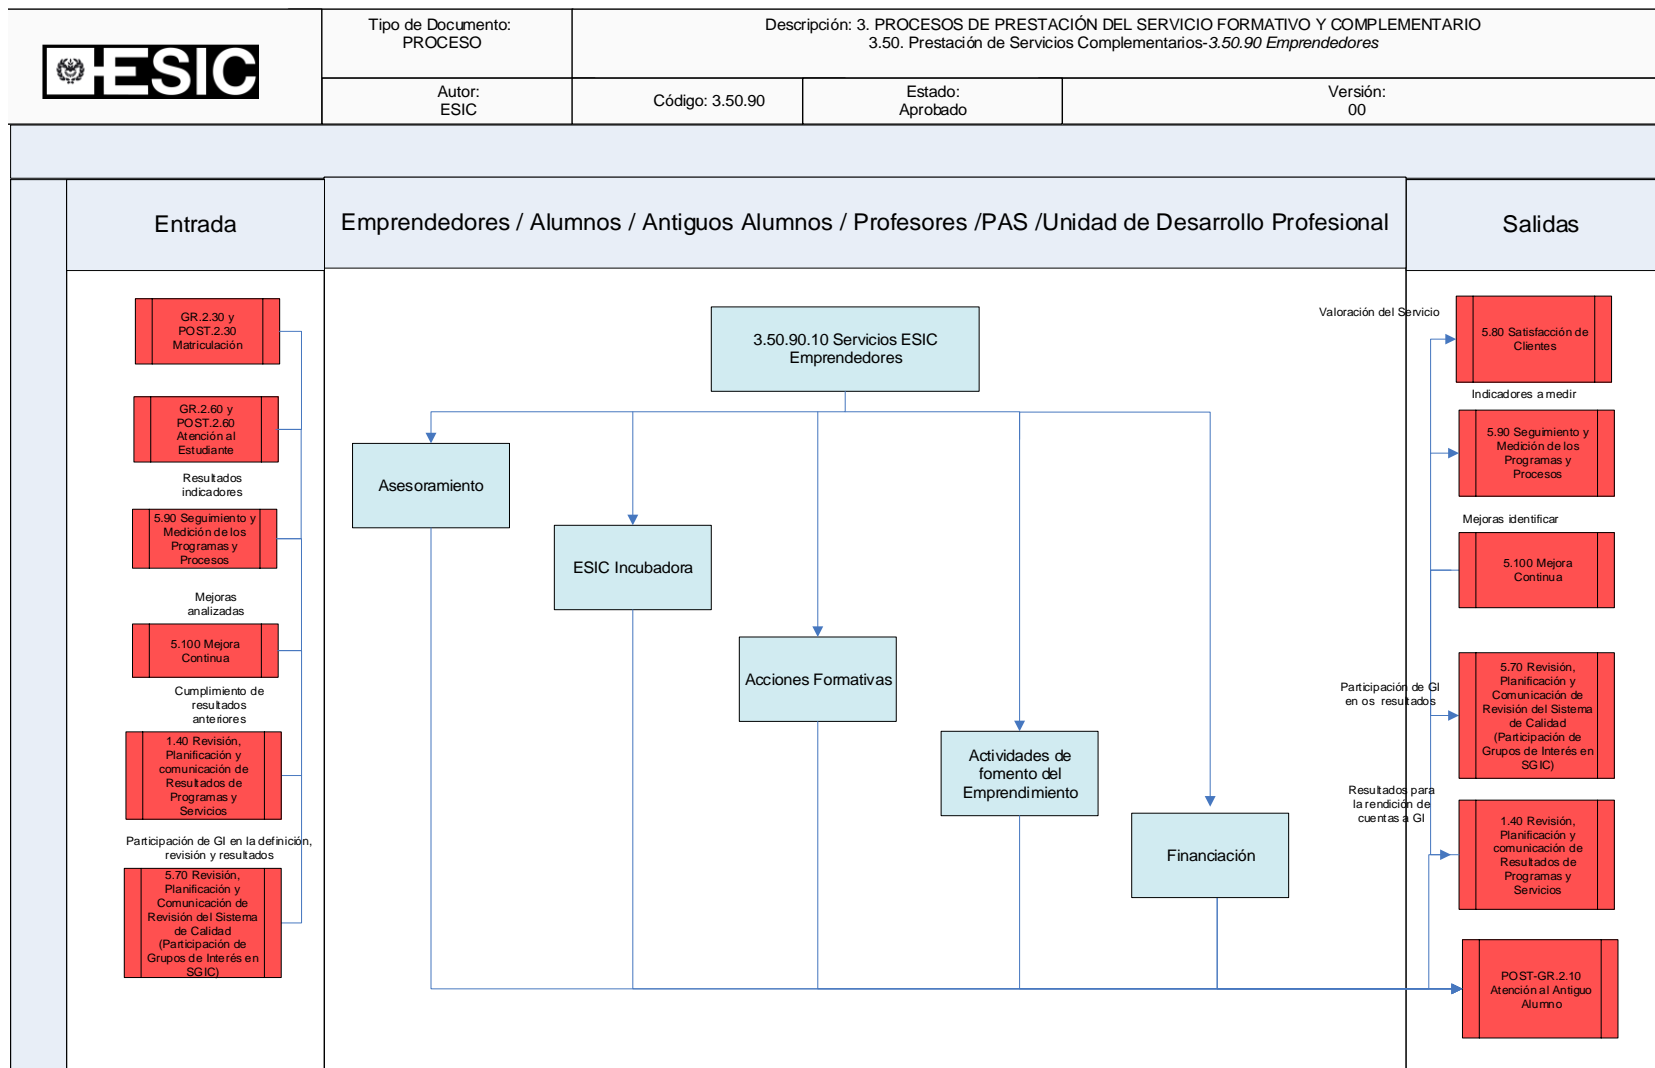 ESIC
Tipo de Documento:
PROCESO
Descripción: 3. PROCESOS DE PRESTACIÓN DEL SERVICIO FORMATIVO Y COMPLEMENTARIO
3.50. Prestación de Servicios Complementarios-3.50.90 Emprendedores
Autor:
ESIC
Código: 3.50.90
Estado:
Aprobado
Versión:
00
Entrada
Emprendedores / Alumnos / Antiguos Alumnos / Profesores /PAS /Unidad de Desarrollo Profesional
Salidas
GR.2.30 y
POST.2.30
Matriculación
GR.2.60 y
POST.2.60
Atención al
Estudiante
Resultados
indicadores
5.90 Seguimiento y
Medición de los
Programas y
Procesos
Mejoras
analizadas
5.100 Mejora
Continua
Cumplimiento de
resultados
anteriores
1.40 Revisión,
Planificación y
comunicación de
Resultados de
Programas y
Servicios
Participación de GI en la definición,
revisión y resultados
5.70 Revisión,
Planificación y
Comunicación de
Revisión del Sistema
de Calidad
(Participación de
Grupos de Interés en
SGIC)
3.50.90.10 Servicios ESIC
Emprendedores
Asesoramiento
ESIC Incubadora
Acciones Formativas
Actividades de
fomento del
Emprendimiento
Financiación
Valoración del Servicio
5.80 Satisfacción de
Clientes
Indicadores a medir
5.90 Seguimiento y
Medición de los
Programas y
Procesos
Mejoras identificar
5.100 Mejora
Continua
Participación de GI
en os resultados
5.70 Revisión,
Planificación y
Comunicación de
Revisión del Sistema
de Calidad
(Participación de
Grupos de Interés en
SGIC)
Resultados para
la rendición de
cuentas a GI
1.40 Revisión,
Planificación y
comunicación de
Resultados de
Programas y
Servicios
POST-GR.2.10
Atención al Antiguo
Alumno